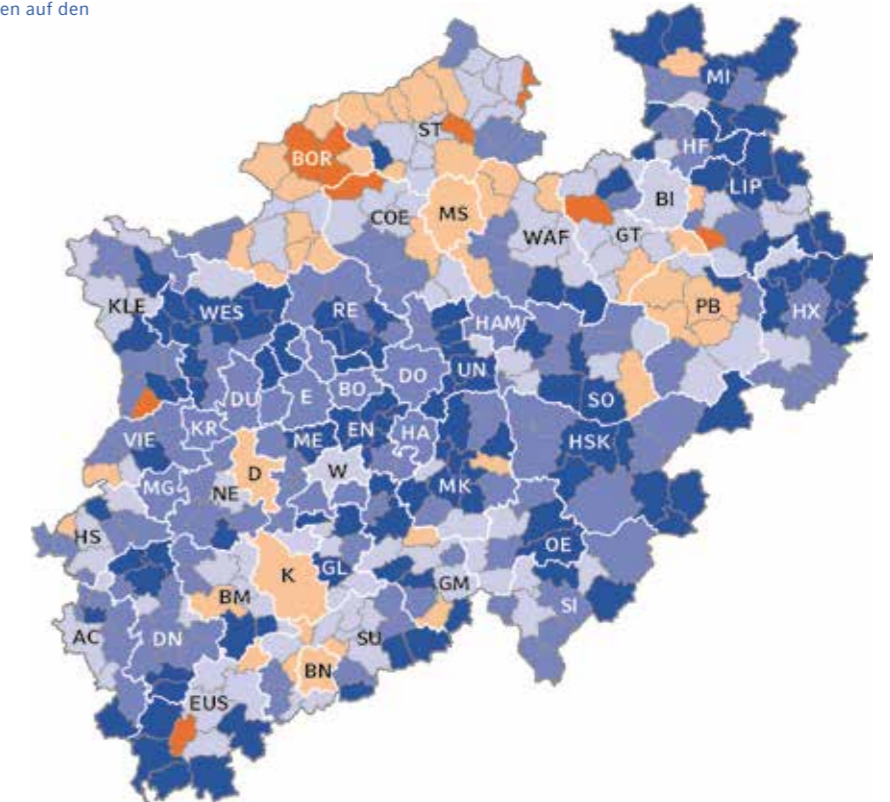 en auf den
MI
ST
HF
BOR
LIP
BI
COE
MS
WAF
GT
KLE
WES
RE
PB
HX
HAM
UN
DO
BO
E
DU
SO
VIE
KR
ME
EN
HA
HSK
D
W
MG
NE
MK
HS
OE
K
GL
GM
BM
SI
AC
DN
SU
BN
EUS